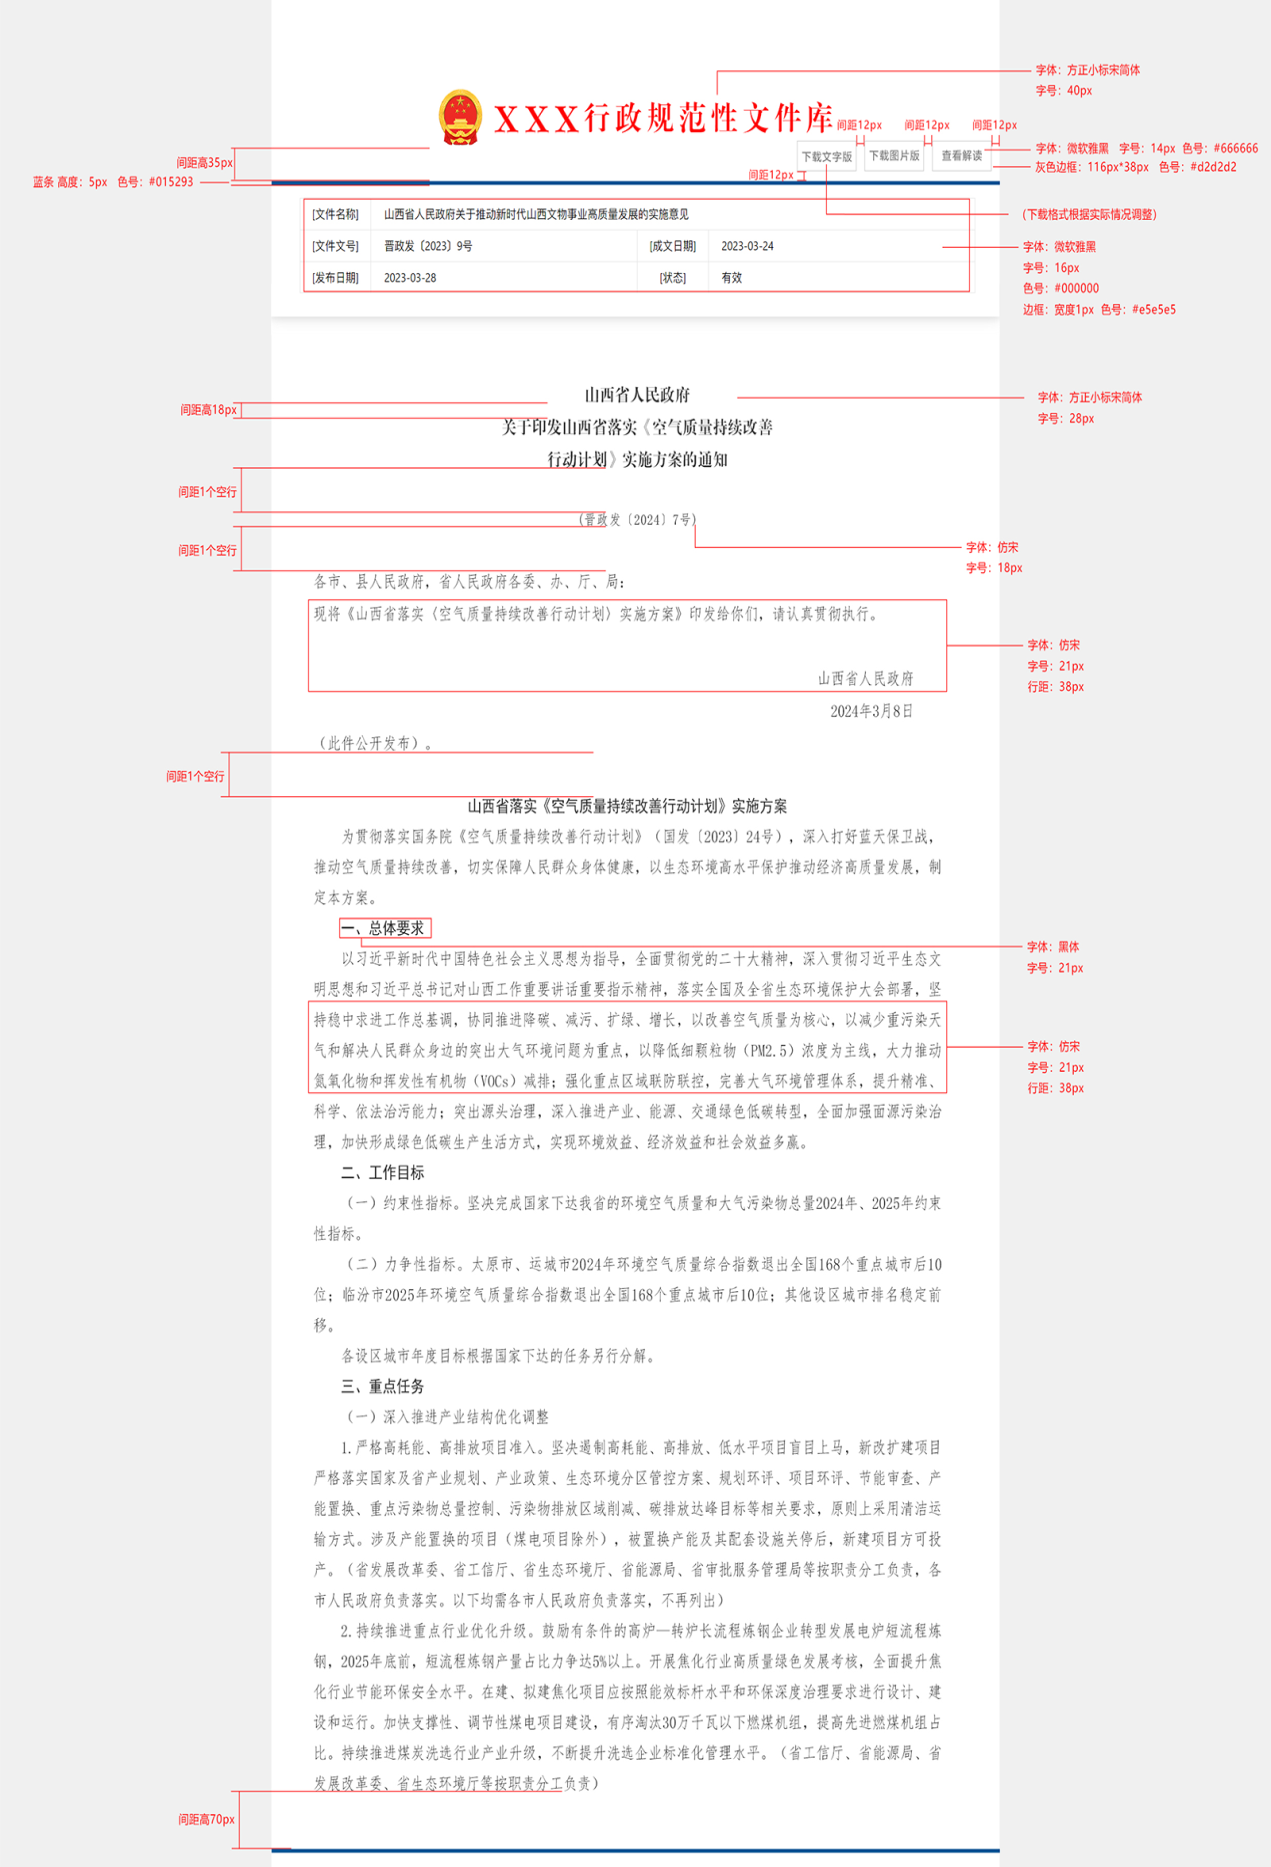 字体：方正小标宋简体
字号：40px
XXX行政规范性文件库
间距12px
间距12px
间距12px
间距高35px
下载文字版
下载图片版
查看解读
字体：微软雅黑 字号：14px 色号：#666666
灰色边框：116px*38px 色号：#d2d2d2
蓝条 高度：5px 色号：#015293
间距12px
[文件名称]
山西省人民政府关于推动新时代山西文物事业高质量发展的实施意见
（下载格式根据实际情况调整）
[文件文号]
晋政发〔2023〕9号
[成文日期]
2023-03-24
字体：微软雅黑
字号：16px
色号：#000000
边框：宽度1px 色号：#e5e5e5
[发布日期]
2023-03-28
[状态]
有效
山西省人民政府
关于印发山西省落实《空气质量持续改善
行动计划》实施方案的通知
间距高18px
字体：方正小标宋简体
字号：28px
间距1个空行
（晋政发〔2024〕7号）
间距1个空行
字体：仿宋
字号：18px
各市、县人民政府，省人民政府各委、办、厅、局：
现将《山西省落实〈空气质量持续改善行动计划〉实施方案》印发给你们，请认真贯彻执行。
字体：仿宋
字号：21px
行距：38px
山西省人民政府
2024年3月8日
（此件公开发布）。
间距1个空行
山西省落实《空气质量持续改善行动计划》实施方案
为贯彻落实国务院《空气质量持续改善行动计划》（国发〔2023〕24号），深入打好蓝天保卫战，
推动空气质量持续改善，切实保障人民群众身体健康，以生态环境高水平保护推动经济高质量发展，制
定本方案。
一、总体要求
字体：黑体
字号：21px
以习近平新时代中国特色社会主义思想为指导，全面贯彻党的二十大精神，深入贯彻习近平生态文
明思想和习近平总书记对山西工作重要讲话重要指示精神，落实全国及全省生态环境保护大会部署，坚
持稳中求进工作总基调，协同推进降碳、减污、扩绿、增长，以改善空气质量为核心，以减少重污染天
气和解决人民群众身边的突出大气环境问题为重点，以降低细颗粒物（PM2.5）浓度为主线，大力推动
氮氧化物和挥发性有机物（VOCs）减排；强化重点区域联防联控，完善大气环境管理体系，提升精准、
科学、依法治污能力；突出源头治理，深入推进产业、能源、交通绿色低碳转型，全面加强面源污染治
理，加快形成绿色低碳生产生活方式，实现环境效益、经济效益和社会效益多赢。
字体：仿宋
字号：21px
行距：38px
二、工作目标
（一）约束性指标。坚决完成国家下达我省的环境空气质量和大气污染物总量2024年、2025年约束
性指标。
（二）力争性指标。太原市、运城市2024年环境空气质量综合指数退出全国168个重点城市后10
位；临汾市2025年环境空气质量综合指数退出全国168个重点城市后10位；其他设区城市排名稳定前
移。
各设区城市年度目标根据国家下达的任务另行分解。
三、重点任务
（一）深入推进产业结构优化调整
1.严格高耗能、高排放项目准入。坚决遏制高耗能、高排放、低水平项目盲目上马，新改扩建项目
严格落实国家及省产业规划、产业政策、生态环境分区管控方案、规划环评、项目环评、节能审查、产
能置换、重点污染物总量控制、污染物排放区域削减、碳排放达峰目标等相关要求，原则上采用清洁运
输方式。涉及产能置换的项目（煤电项目除外），被置换产能及其配套设施关停后，新建项目方可投
产。（省发展改革委、省工信厅、省生态环境厅、省能源局、省审批服务管理局等按职责分工负责，各
市人民政府负责落实。以下均需各市人民政府负责落实，不再列出）
2.持续推进重点行业优化升级。鼓励有条件的高炉—转炉长流程炼钢企业转型发展电炉短流程炼
钢，2025年底前，短流程炼钢产量占比力争达5%以上。开展焦化行业高质量绿色发展考核，全面提升焦
化行业节能环保安全水平。在建、拟建焦化项目应按照能效标杆水平和环保深度治理要求进行设计、建
设和运行。加快支撑性、调节性煤电项目建设，有序淘汰30万千瓦以下燃煤机组，提高先进燃煤机组占
比。持续推进煤炭洗选行业产业升级，不断提升洗选企业标准化管理水平。（省工信厅、省能源局、省
发展改革委、省生态环境厅等按职责分工负责）
间距高70px